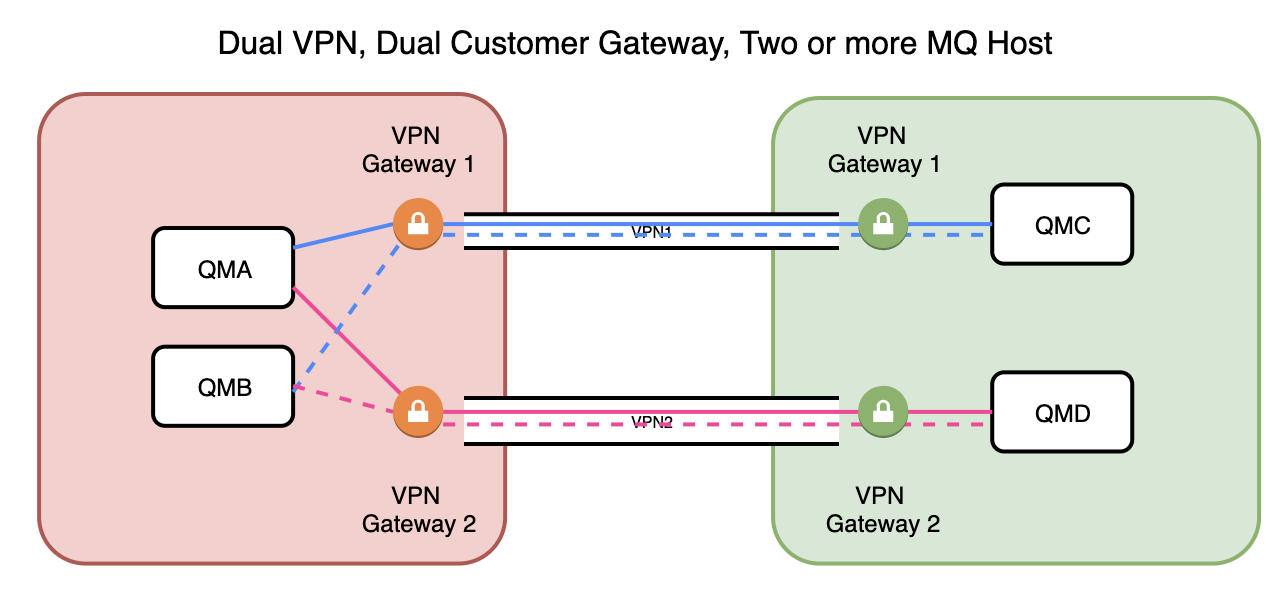 Dual VPN, Dual Customer Gateway, Two or more MQ Host
VPN
Gateway 1
VPN
Gateway 1
QMA
VPN1
QMC
QMB
VPN2
QMD
VPN
Gateway 2
VPN
Gateway 2